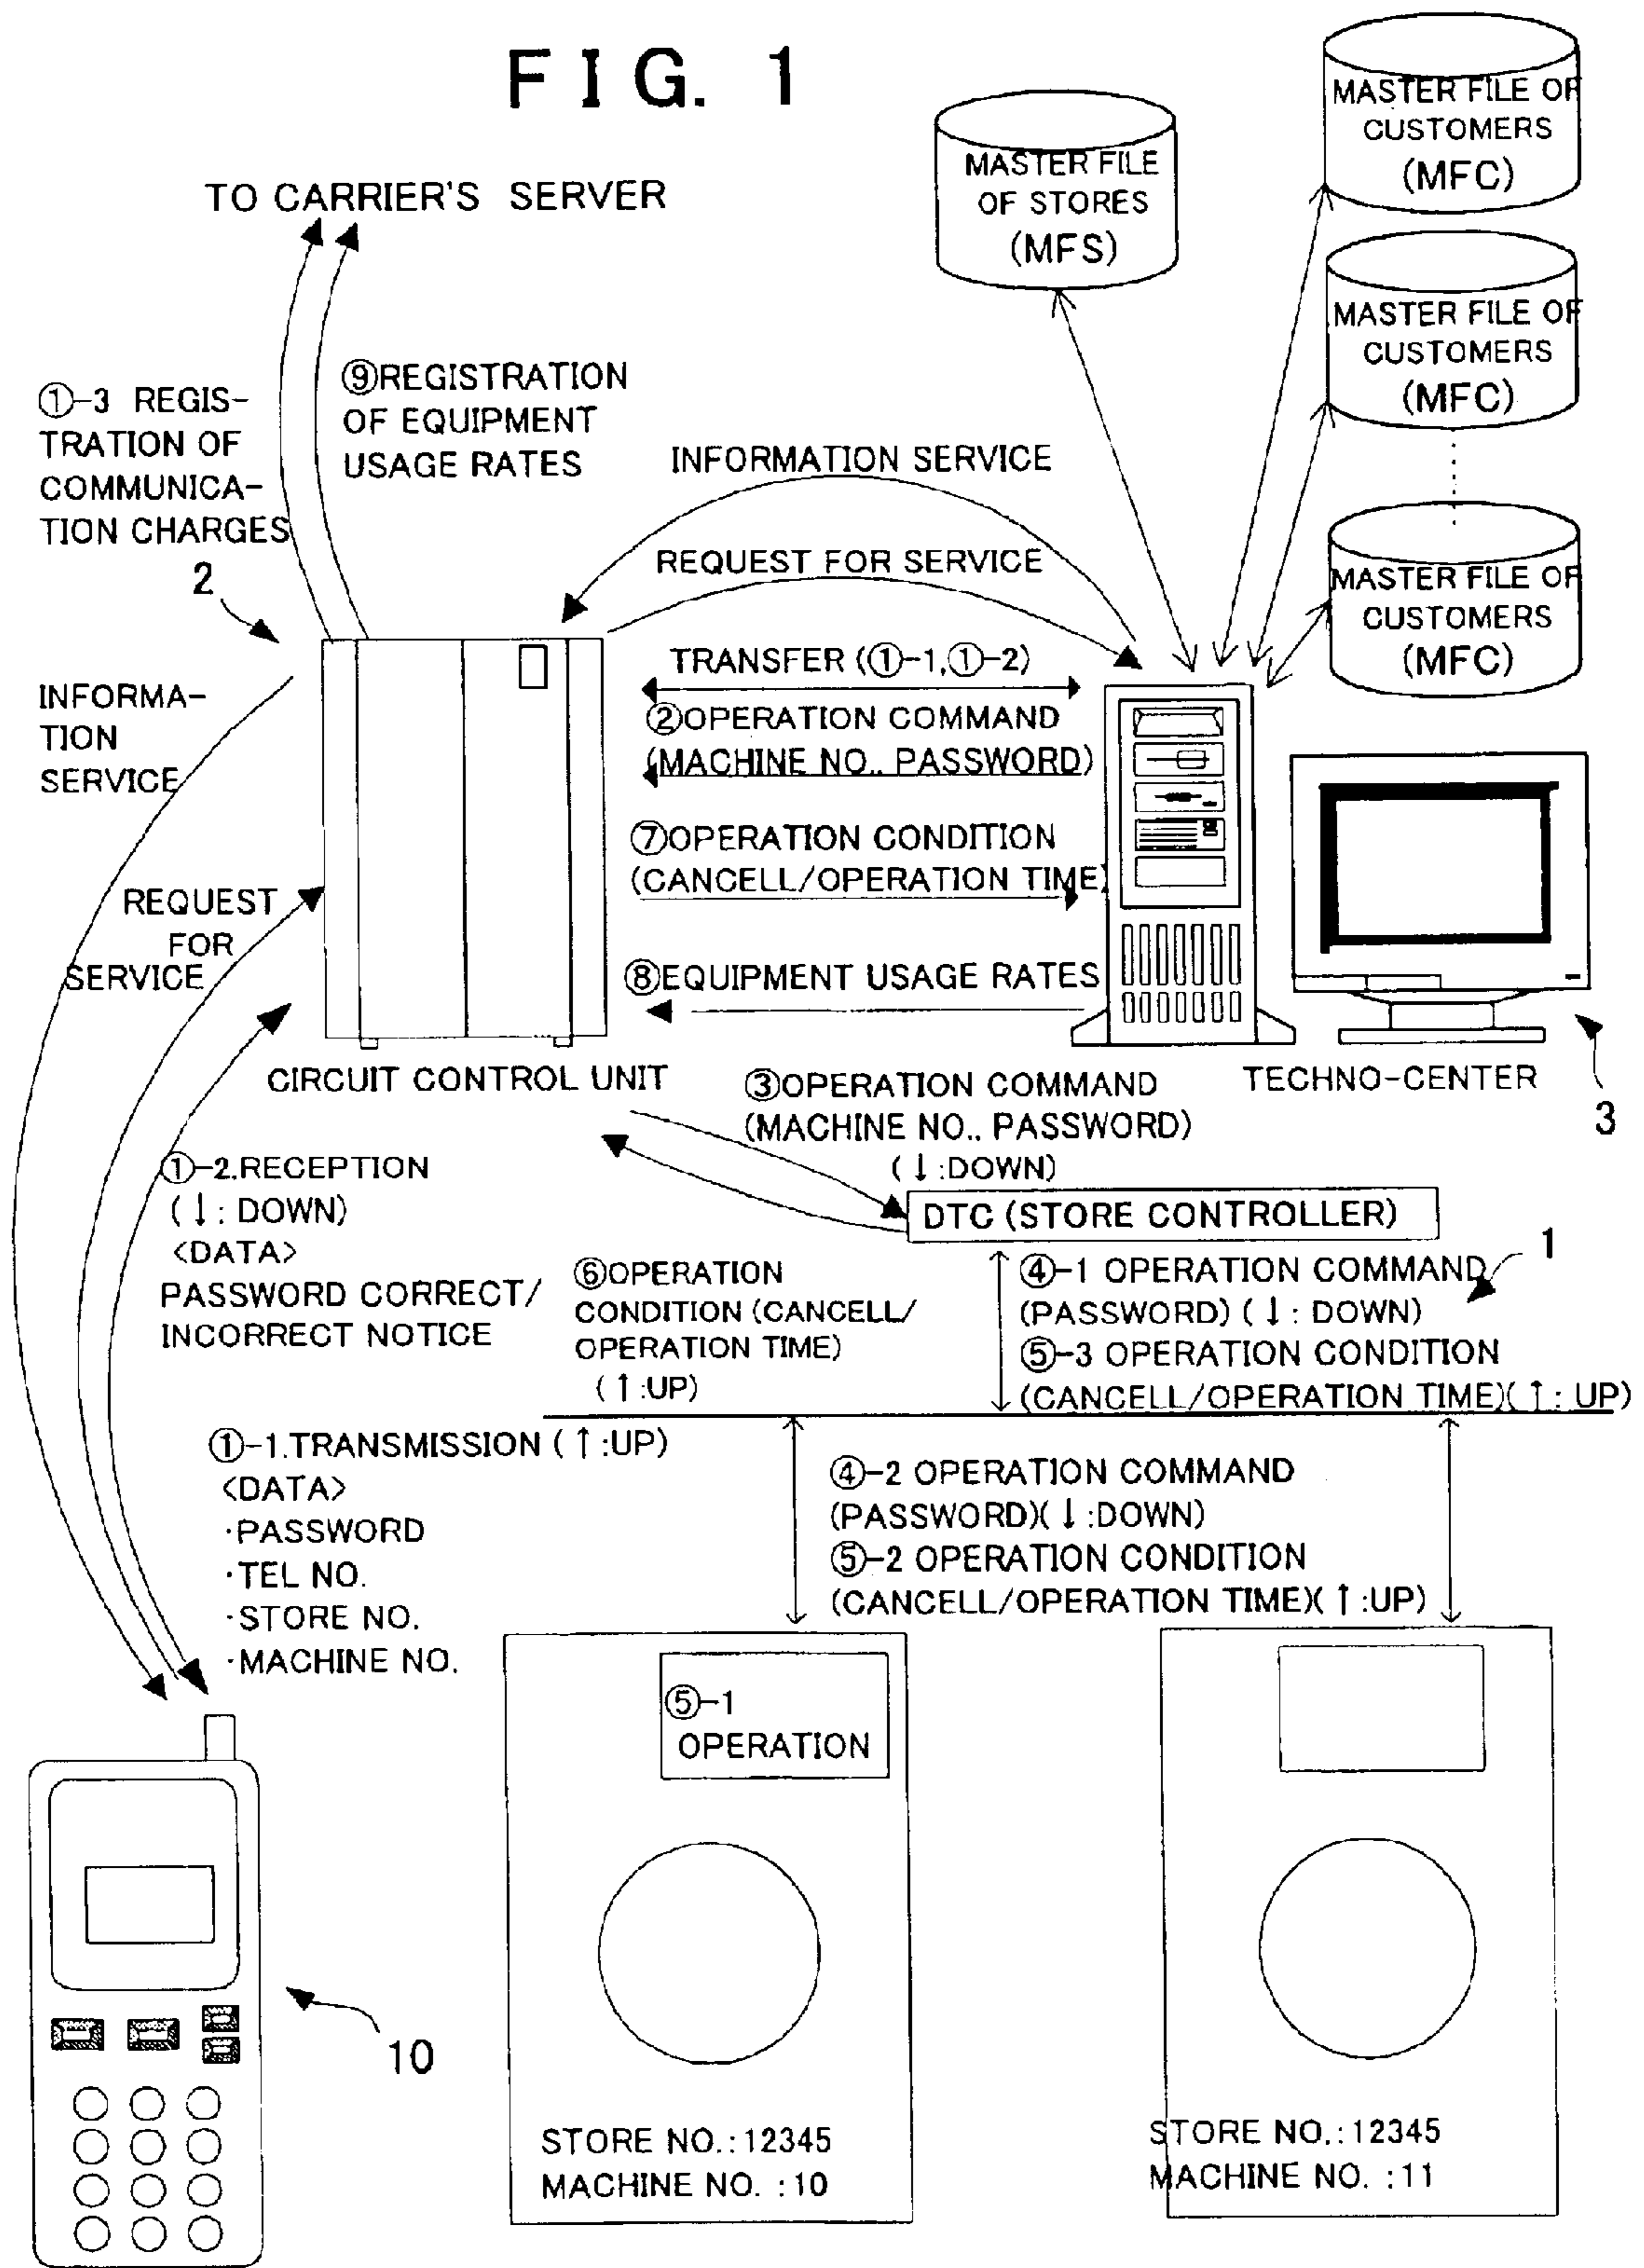 FIG. 1
MASTER FILE OF
CUSTOMERS
(MFC)
MASTER FILE
OF STORES
(MFS)
TO CARRIER'S SERVER
MASTER FILE OF
CUSTOMERS
(MFC)
①-3 REGIS-
TRATION OF
COMMUNICA-
TION CHARGES
⑨REGISTRATION
OF EQUIPMENT
USAGE RATES
INFORMATION SERVICE
REQUEST FOR SERVICE
MASTER FILE OF
CUSTOMERS
(MFC)
2
TRANSFER (①-1,①-2)
②OPERATION COMMAND
(MACHINE NO., PASSWORD)
INFORMA-
TION
SERVICE
⑦OPERATION CONDITION
(CANCELL/OPERATION TIME)
REQUEST
FOR
SERVICE
⑧EQUIPMENT USAGE RATES
CIRCUIT CONTROL UNIT
TECHNO-CENTER
3
③OPERATION COMMAND
(MACHINE NO., PASSWORD)
(↓:DOWN)
①-2.RECEPTION
(↓: DOWN)
<DATA>
PASSWORD CORRECT/
INCORRECT NOTICE
DTC (STORE CONTROLLER)
1
⑥OPERATION
CONDITION (CANCELL/
OPERATION TIME)
(↑:UP)
④-1 OPERATION COMMAND
(PASSWORD) (↓: DOWN)
⑤-3 OPERATION CONDITION
(CANCELL/OPERATION TIME)(↑: UP)
①-1.TRANSMISSION (↑:UP)
<DATA>
·PASSWORD
·TEL NO.
·STORE NO.
·MACHINE NO.
④-2 OPERATION COMMAND
(PASSWORD)(↓:DOWN)
⑤-2 OPERATION CONDITION
(CANCELL/OPERATION TIME)(↑:UP)
⑤-1
OPERATION
10
STORE NO.:12345
MACHINE NO. :10
STORE NO.:12345
MACHINE NO. :11